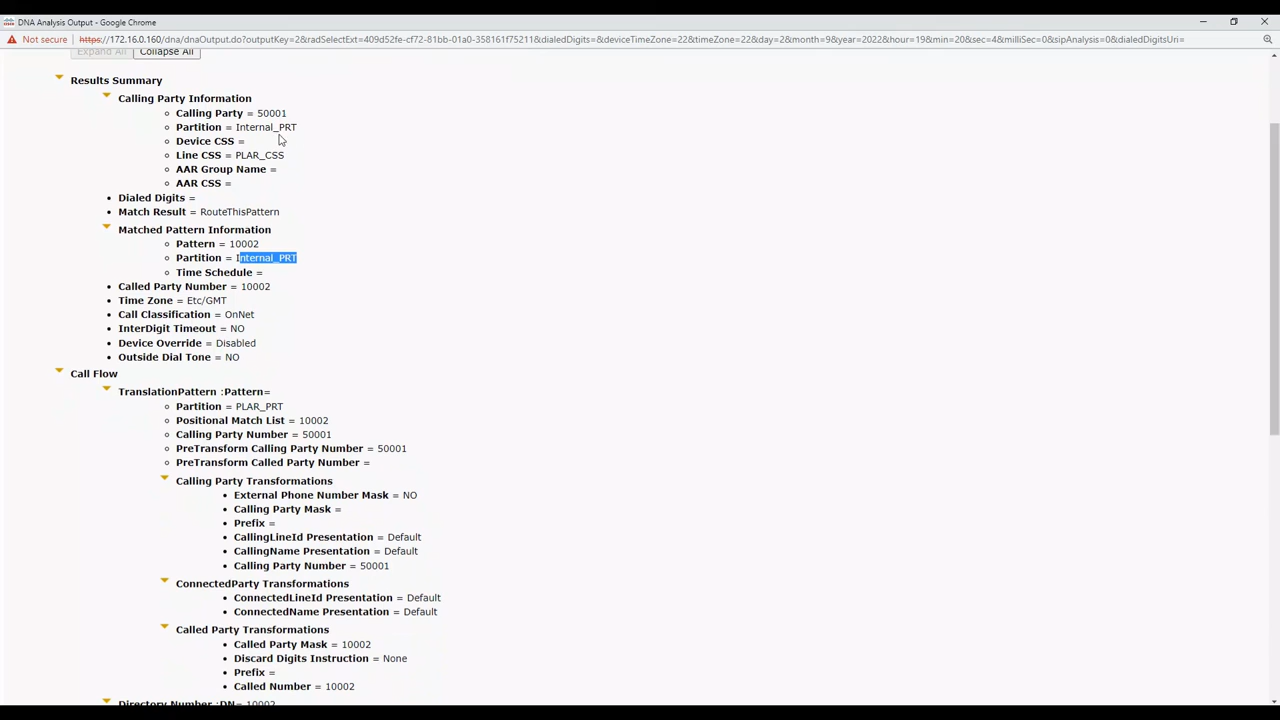 DNA Analysis Output - Google Chrome
Not secure https://172.16.0.160/dna/dnaOutput.do?outputKey=2&radSelectExt=409d52fe-cf72-81bb-01a0-358161f75211&dialedDigits=&deviceTimeZone=22&timeZone=22&day=2&month=9&year=2022&hour=19&min=20&sec=4&milliSec=0&sipAnalysis=0&dialedDigitsUri=
Expand All Collapse All
Results Summary
Calling Party Information
Calling Party = 50001
Partition = Internal_PRT
Device CSS =
Line CSS = PLAR_CSS
AAR Group Name =
AAR CSS =
Dialed Digits =
Match Result = RouteThisPattern
Matched Pattern Information
Pattern = 10002
Partition = Internal_PRT
Time Schedule =
Called Party Number = 10002
Time Zone = Etc/GMT
Call Classification = OnNet
InterDigit Timeout = NO
Device Override = Disabled
Outside Dial Tone = NO
Call Flow
TranslationPattern :Pattern=
Partition = PLAR_PRT
Positional Match List = 10002
Calling Party Number = 50001
PreTransform Calling Party Number = 50001
PreTransform Called Party Number =
Calling Party Transformations
External Phone Number Mask = NO
Calling Party Mask =
Prefix =
CallingLineId Presentation = Default
CallingName Presentation = Default
Calling Party Number = 50001
ConnectedParty Transformations
ConnectedLineId Presentation = Default
ConnectedName Presentation = Default
Called Party Transformations
Called Party Mask = 10002
Discard Digits Instruction = None
Prefix =
Called Number = 10002
Directory Number :DN= 10002